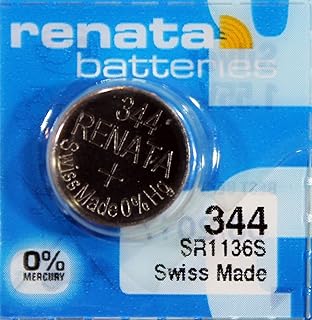 renata
batteries
344
RENATA
+
Swiss Made 0% Hg
344
SR1136S
Swiss Made
0%
MERCURY